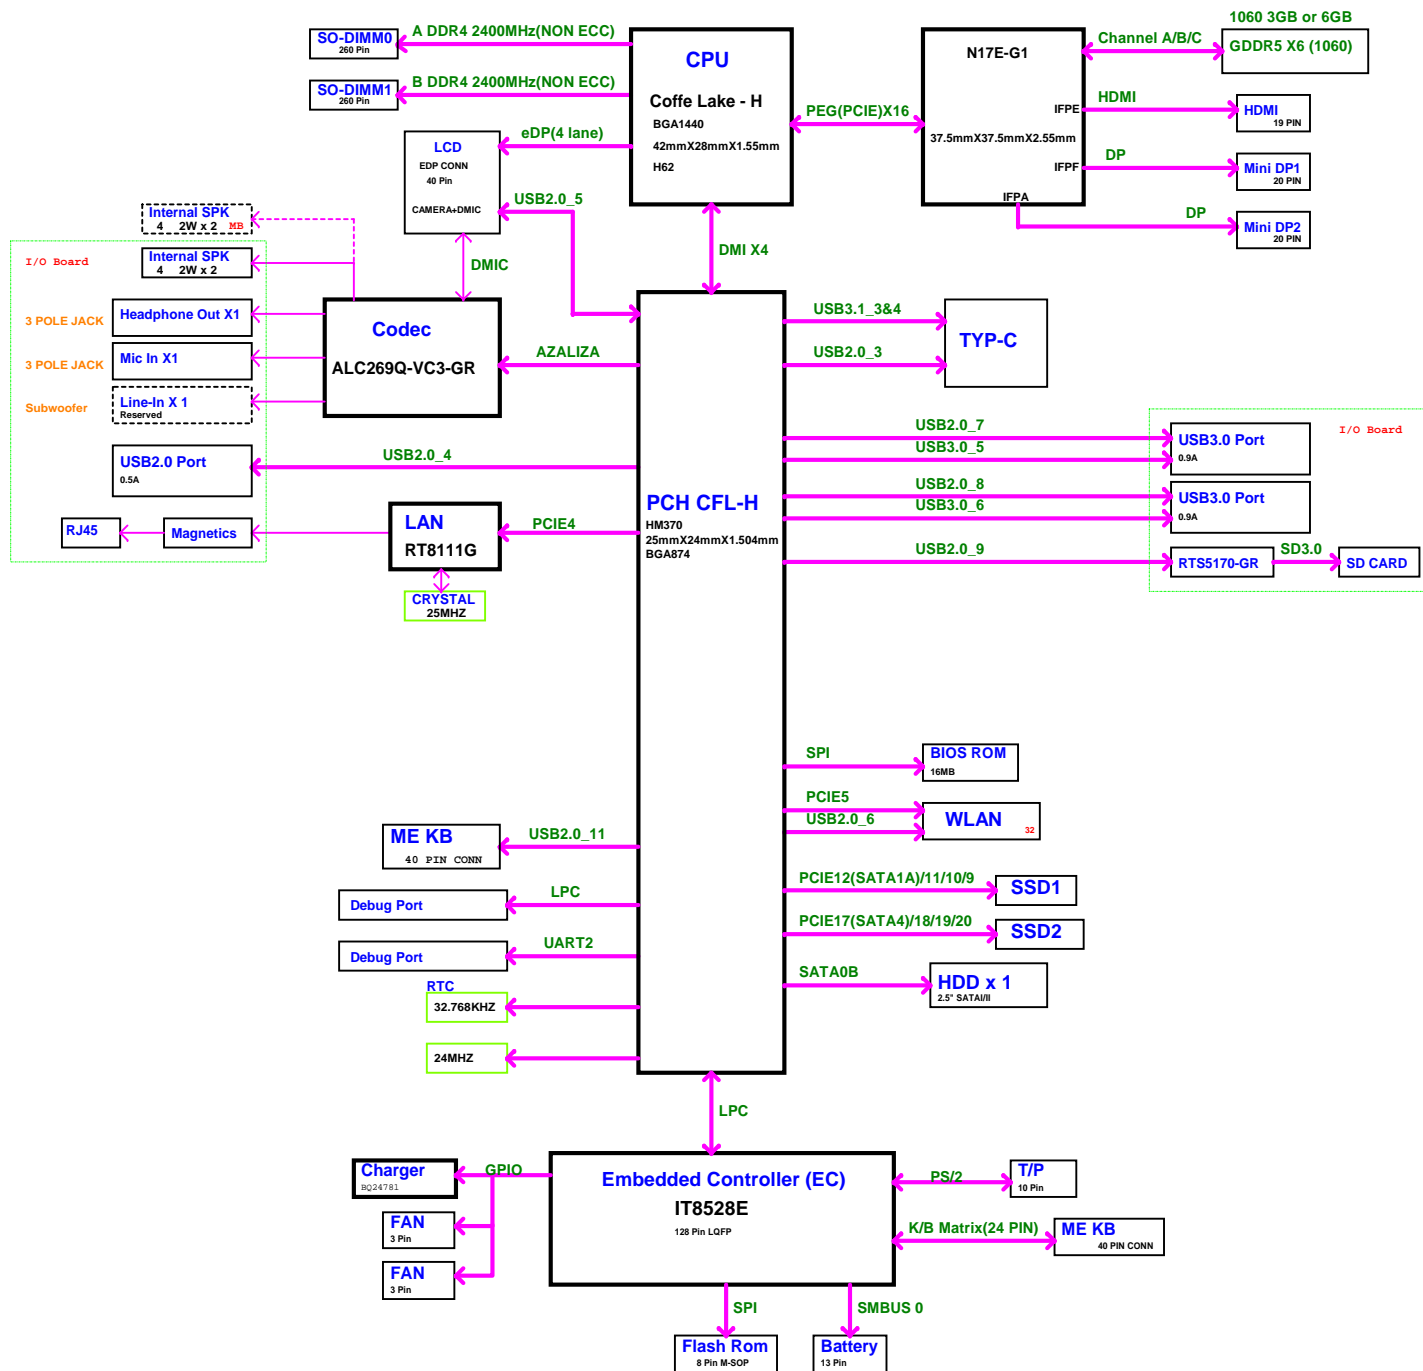 SO-DIMM0
260 Pin
A DDR4 2400MHz(NON ECC)
SO-DIMM1
260 Pin
B DDR4 2400MHz(NON ECC)
CPU
Coffe Lake - H
BGA1440
42mmX28mmX1.55mm
H62
PEG(PCIE)X16
N17E-G1
37.5mmX37.5mmX2.55mm
IFPE
IFPF
IFPA
Channel A/B/C
1060 3GB or 6GB
GDDR5 X6 (1060)
HDMI
HDMI
19 PIN
DP
Mini DP1
20 PIN
DP
Mini DP2
20 PIN
LCD
EDP CONN
40 Pin
CAMERA+DMIC
eDP(4 lane)
USB2.0_5
DMIC
DMI X4
Internal SPK
4 2W x 2 MB
I/O Board
Internal SPK
4 2W x 2
3 POLE JACK
Headphone Out X1
3 POLE JACK
Mic In X1
Subwoofer
Line-In X 1
Reserved
Codec
ALC269Q-VC3-GR
AZALIZA
USB2.0 Port
0.5A
USB2.0_4
RJ45
Magnetics
LAN
RT8111G
PCIE4
CRYSTAL
25MHZ
PCH CFL-H
HM370
25mmX24mmX1.504mm
BGA874
USB3.1_3&4
USB2.0_3
TYP-C
I/O Board
USB2.0_7
USB3.0_5
USB3.0 Port
0.9A
USB2.0_8
USB3.0_6
USB3.0 Port
0.9A
USB2.0_9
RTS5170-GR
SD3.0
SD CARD
SPI
BIOS ROM
16MB
PCIE5
USB2.0_6
WLAN
32
ME KB
40 PIN CONN
USB2.0_11
Debug Port
LPC
Debug Port
UART2
RTC
32.768KHZ
24MHZ
PCIE12(SATA1A)/11/10/9
SSD1
PCIE17(SATA4)/18/19/20
SSD2
SATA0B
HDD x 1
2.5" SATAI/II
LPC
Charger
BQ24781
GPIO
FAN
3 Pin
FAN
3 Pin
Embedded Controller (EC)
IT8528E
128 Pin LQFP
PS/2
T/P
10 Pin
K/B Matrix(24 PIN)
ME KB
40 PIN CONN
SPI
Flash Rom
8 Pin M-SOP
SMBUS 0
Battery
13 Pin